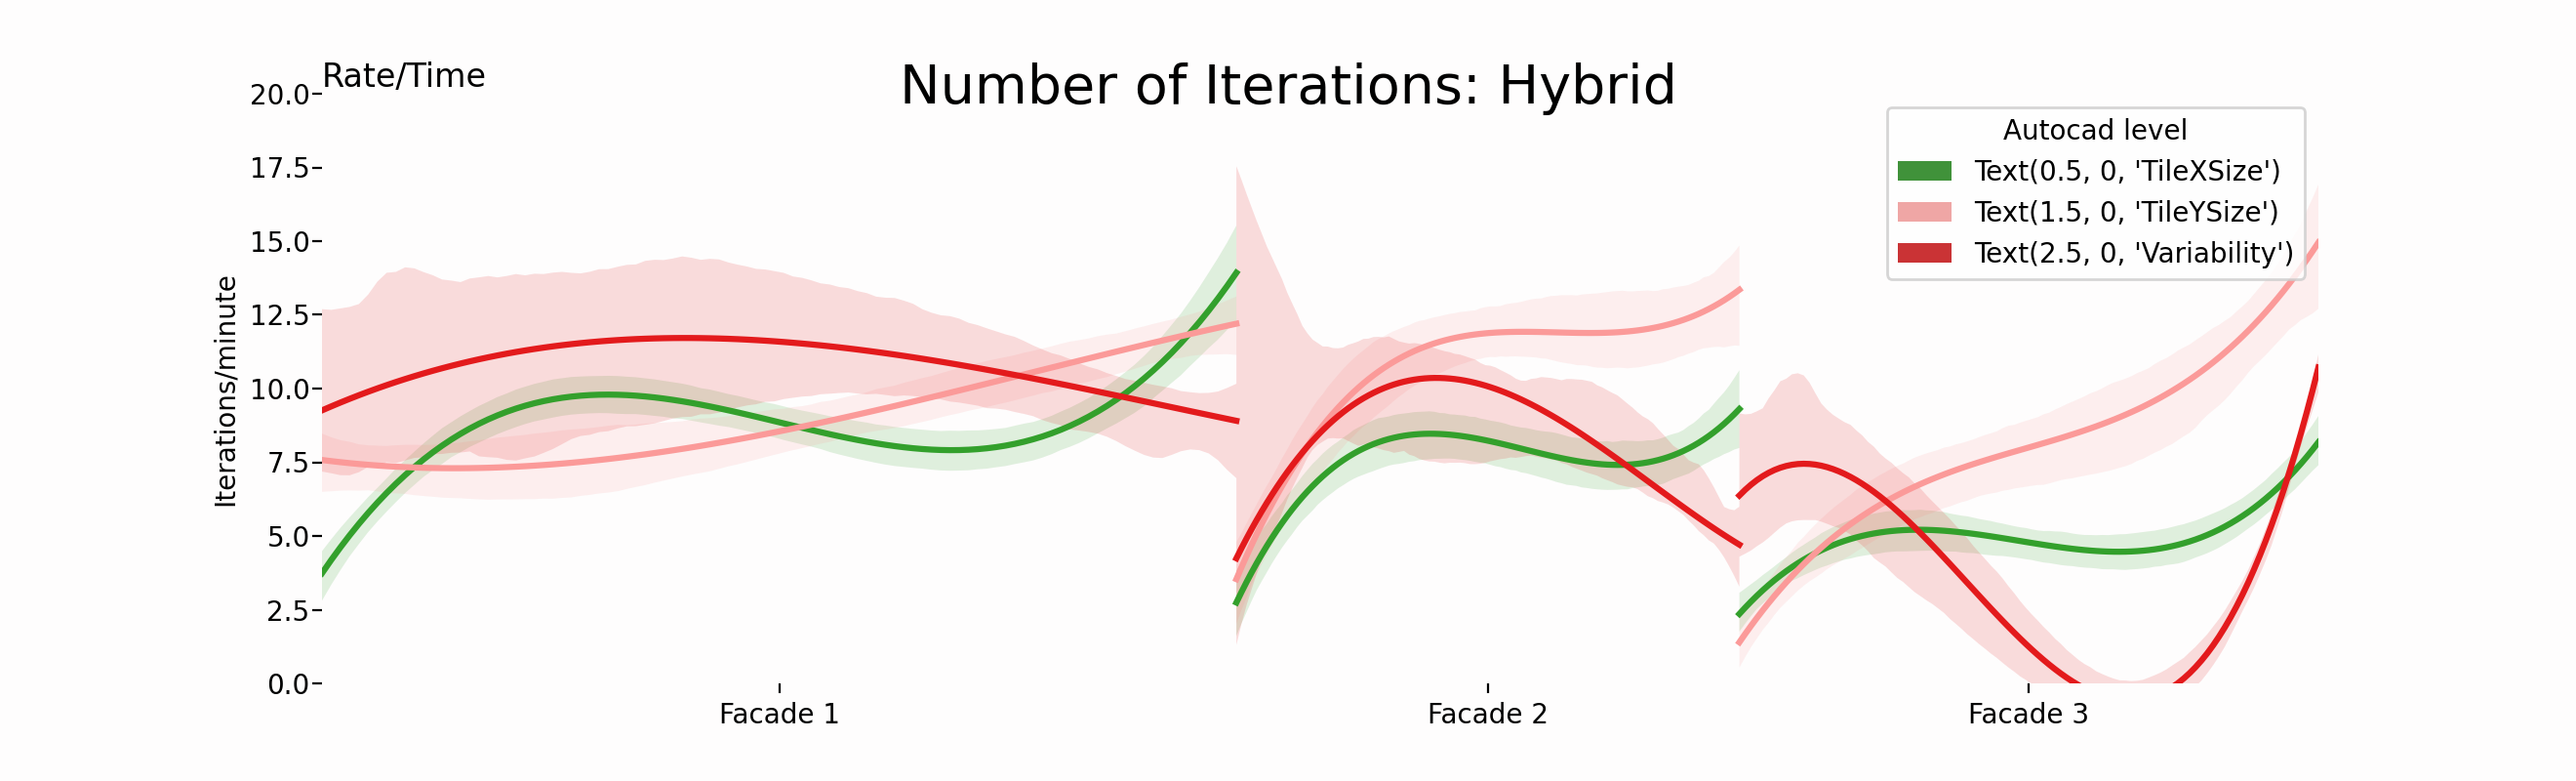 Rate/Time
Number of Iterations: Hybrid
20.0
17.5
15.0
12.5
10.0
7.5
5.0
2.5
0.0
Iterations/minute
Autocad level
Text(0.5, 0, 'TileXSize')
Text(1.5, 0, 'TileYSize')
Text(2.5, 0, 'Variability')
Facade 1
Facade 2
Facade 3